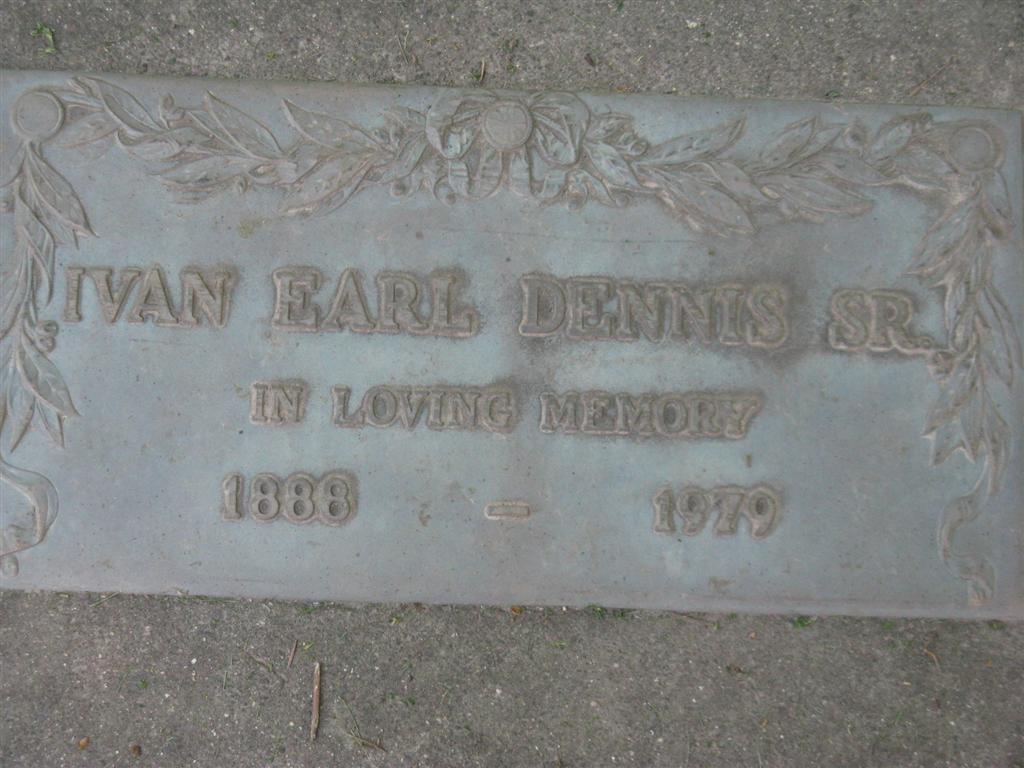 IVAN EARL DENNIS SR.
IN LOVING MEMORY
1888 – 1979